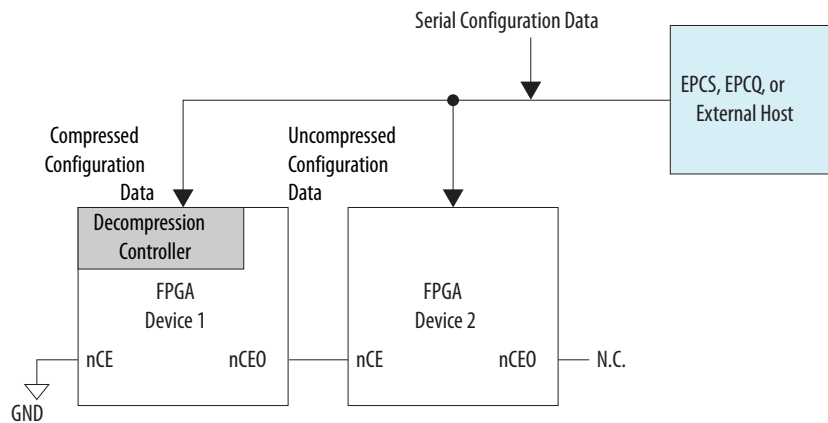 Serial Configuration Data
EPCS, EPCQ, or
External Host
Compressed
Configuration
Data
Uncompressed
Configuration
Data
Decompression
Controller
FPGA
Device 1
FPGA
Device 2
nCE
nCEO
nCE
nCEO
N.C.
GND